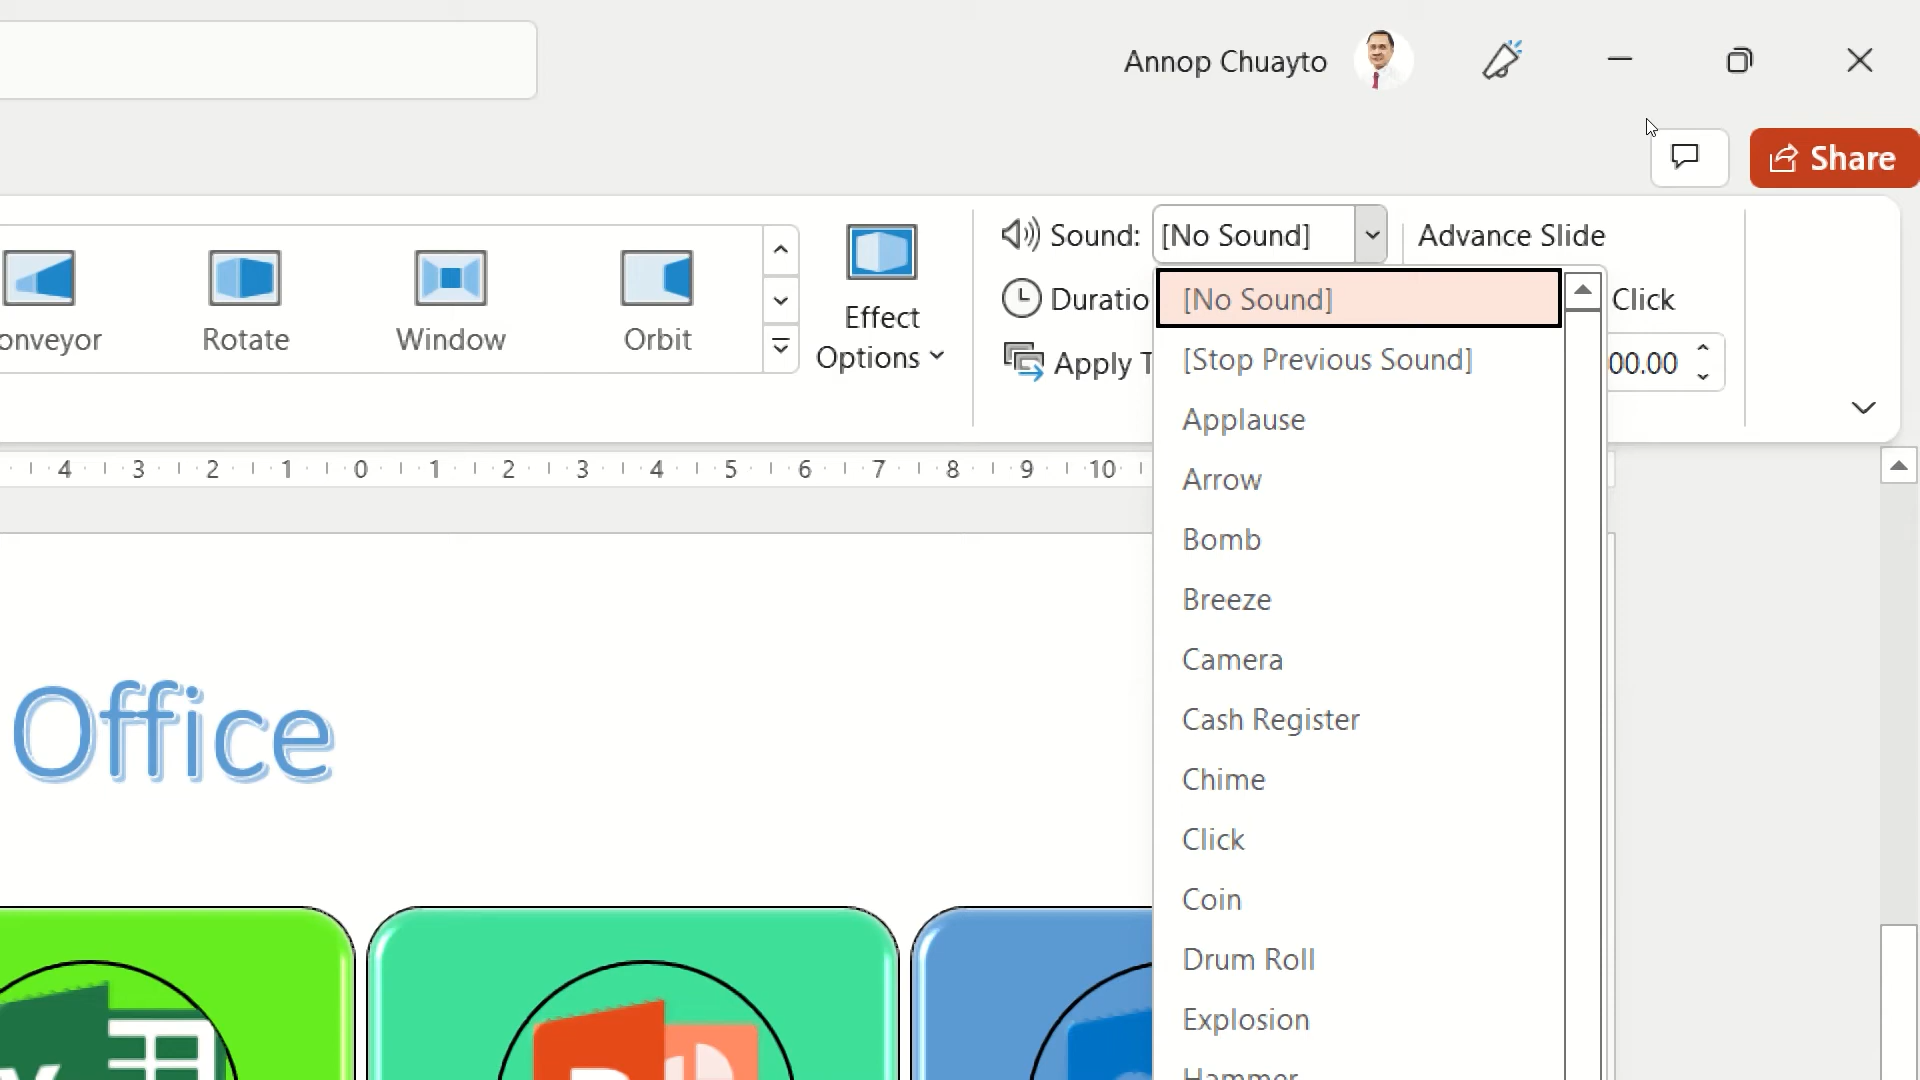 Annop Chuayto
Share
onveyor
Rotate
Window
Orbit
Effect
Options
Sound:
[No Sound]
Advance Slide
Duratio
Click
Apply T
00.00
[No Sound]
[Stop Previous Sound]
Applause
Arrow
Bomb
Breeze
Camera
Cash Register
Chime
Click
Coin
Drum Roll
Explosion
Hammer
4 3 2 1 0 1 2 3 4 5 6 7 8 9 10
Office